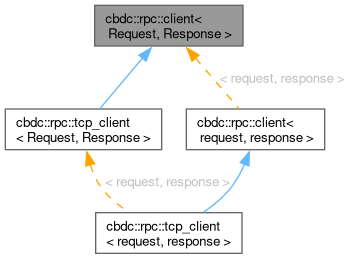 cbdc::rpc::client<
Request, Response >
< request, response >
cbdc::rpc::tcp_client
< Request, Response >
cbdc::rpc::client<
request, response >
< request, response >
cbdc::rpc::tcp_client
< request, response >